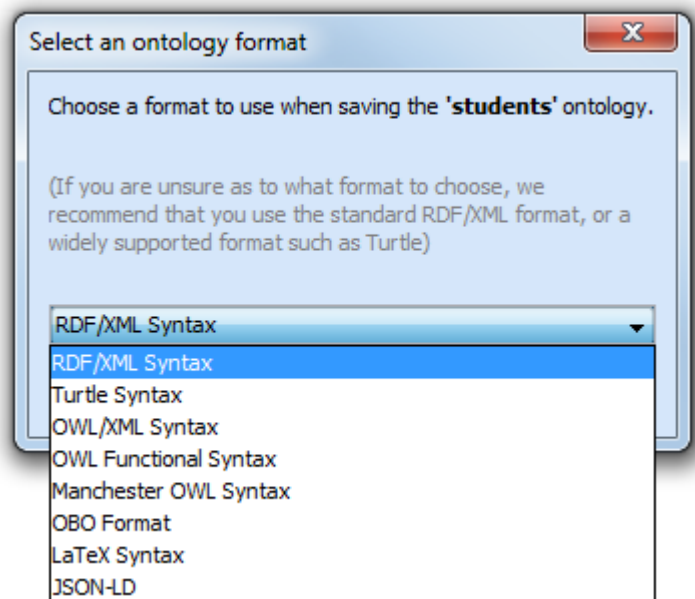 Select an ontology format
Choose a format to use when saving the 'students' ontology.
(If you are unsure as to what format to choose, we
recommend that you use the standard RDF/XML format, or a
widely supported format such as Turtle)
RDF/XML Syntax
RDF/XML Syntax
Turtle Syntax
OWL/XML Syntax
OWL Functional Syntax
Manchester OWL Syntax
OBO Format
LaTeX Syntax
JSON-LD